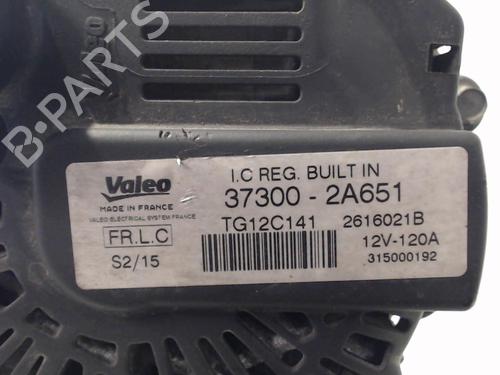 Valeo
B-PARTS
I.C REG. BUILT IN
Valeo
MADE IN FRANCE
VALEO ELECTRICAL SYSTEM FRANCE
37300 - 2A651
TG12C141 2616021B
FR.L.C
12V-120A
S2/15
315000192